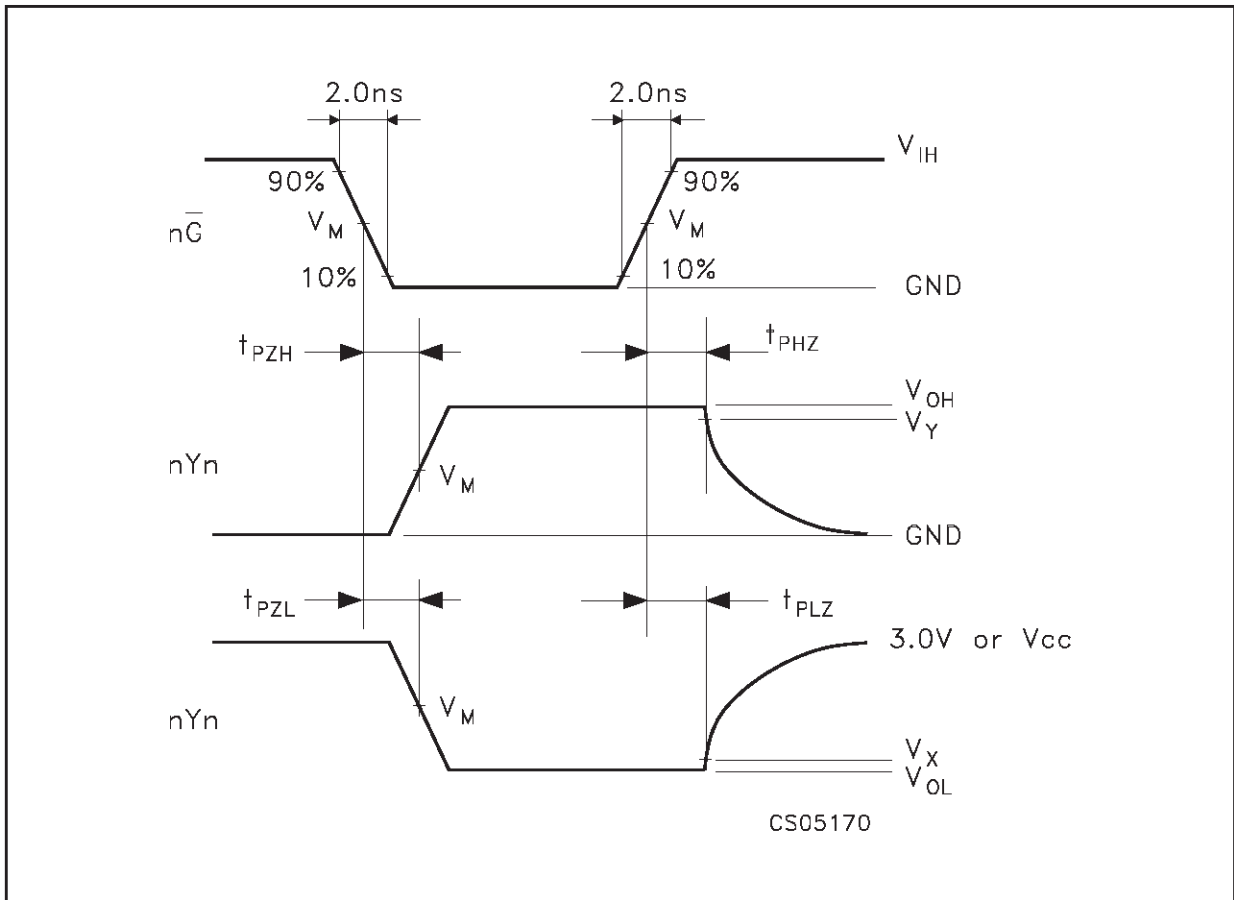 2.0ns 2.0ns
V_IH
90% 90%
nG̅ V_M V_M
10% 10%
GND
t_PZH t_PHZ
V_OH
V_Y
nYn V_M
GND
t_PZL t_PLZ
3.0V or Vcc
nYn V_M
V_X
V_OL
CS05170